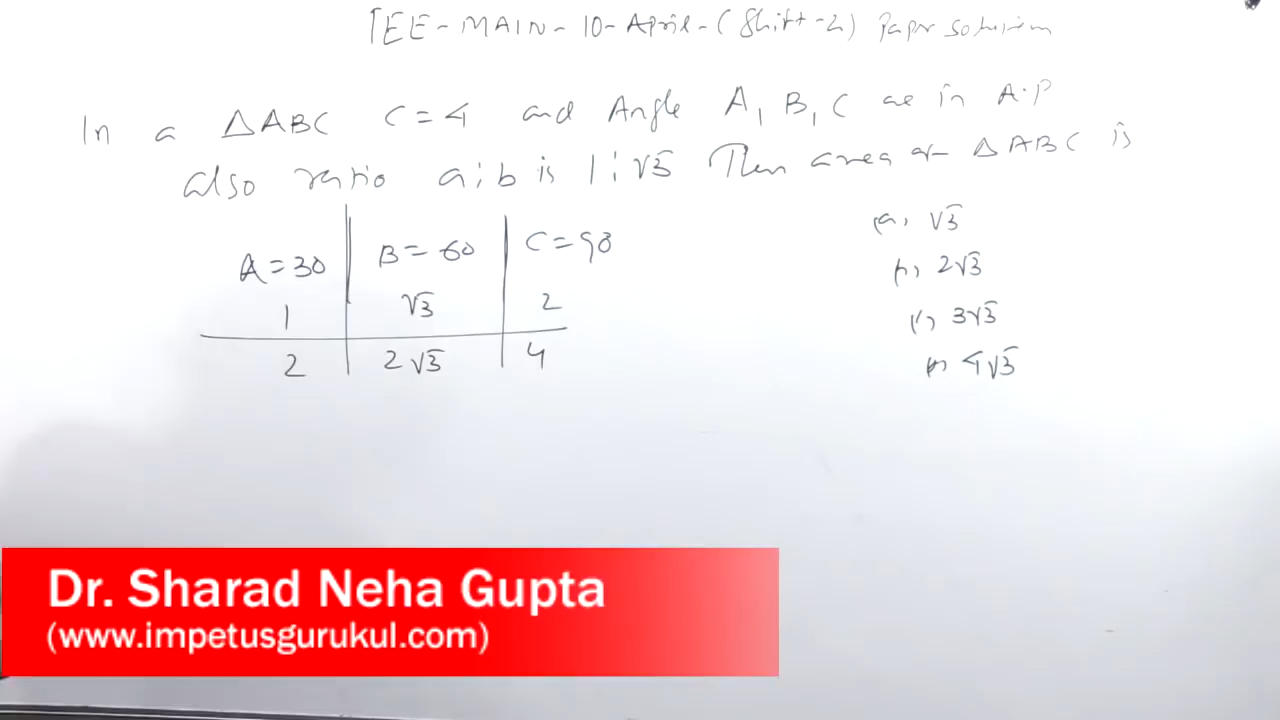 JEE-MAIN-10-April-(Shift-2) Paper solution
In a △ABC C=4 and Angle A, B, C are in A.P
also ratio a:b is 1:√3 Then area of △ABC is
A=30 B=60 C=90
1 √3 2
2 2√3 4
(a) √3
(b) 2√3
(c) 3√3
(d) 4√3
Dr. Sharad Neha Gupta
(www.impetusgurukul.com)